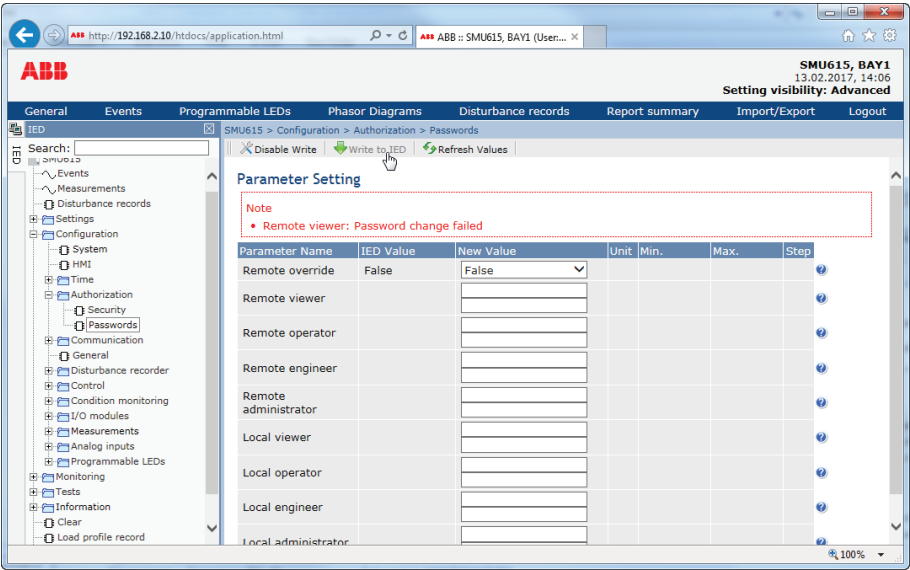 ABB http://192.168.2.10/htdocs/application.html
ABB ABB :: SMU615, BAY1 (User:...
ABB
SMU615, BAY1
13.02.2017, 14:06
Setting visibility: Advanced
General Events Programmable LEDs Phasor Diagrams Disturbance records Report summary Import/Export Logout
IED
IED
SMU615 > Configuration > Authorization > Passwords
Search:
Disable Write Write to IED Refresh Values
SMU615
Events
Measurements
Disturbance records
Settings
Configuration
System
HMI
Time
Authorization
Security
Passwords
Communication
General
Disturbance recorder
Control
Condition monitoring
I/O modules
Measurements
Analog inputs
Programmable LEDs
Monitoring
Tests
Information
Clear
Load profile record
Parameter Setting
Note
• Remote viewer: Password change failed
Parameter Name IED Value New Value Unit Min. Max. Step
Remote override False False
Remote viewer
Remote operator
Remote engineer
Remote
administrator
Local viewer
Local operator
Local engineer
Local administrator
100%